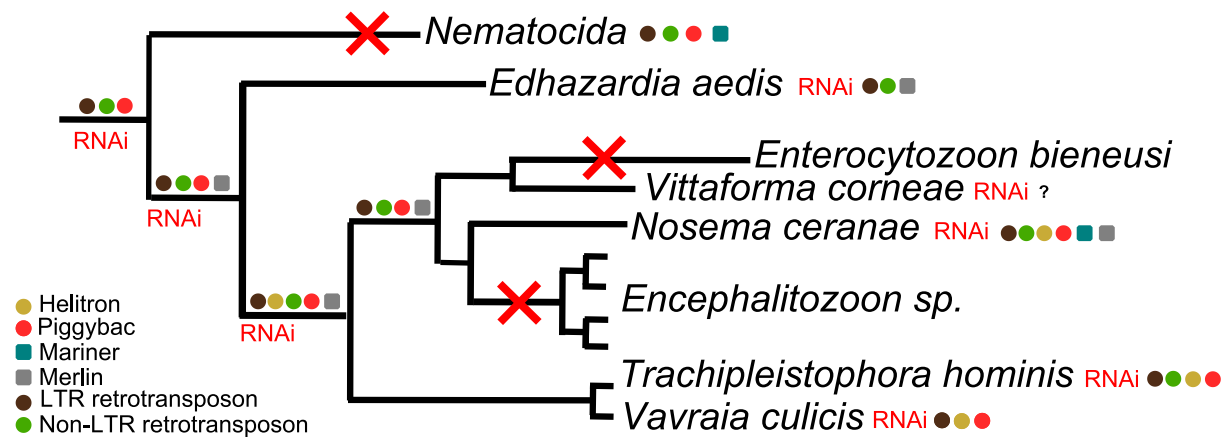 Nematocida
Edhazardia aedis RNAi
RNAi
Enterocytozoon bieneusi
Vittaforma corneae RNAi ?
RNAi
Nosema ceranae RNAi
Encephalitozoon sp.
RNAi
Trachipleistophora hominis RNAi
Vavraia culicis RNAi
Helitron
Piggybac
Mariner
Merlin
LTR retrotransposon
Non-LTR retrotransposon